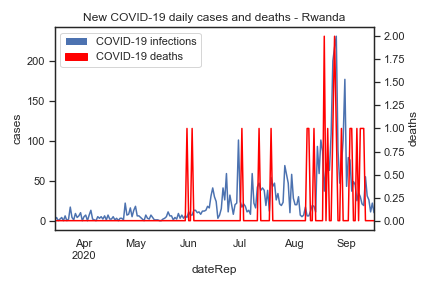 New COVID-19 daily cases and deaths - Rwanda
COVID-19 infections
COVID-19 deaths
200
150
100
50
0
cases
2.00
1.75
1.50
1.25
1.00
0.75
0.50
0.25
0.00
deaths
Apr May Jun Jul Aug Sep
2020
dateRep